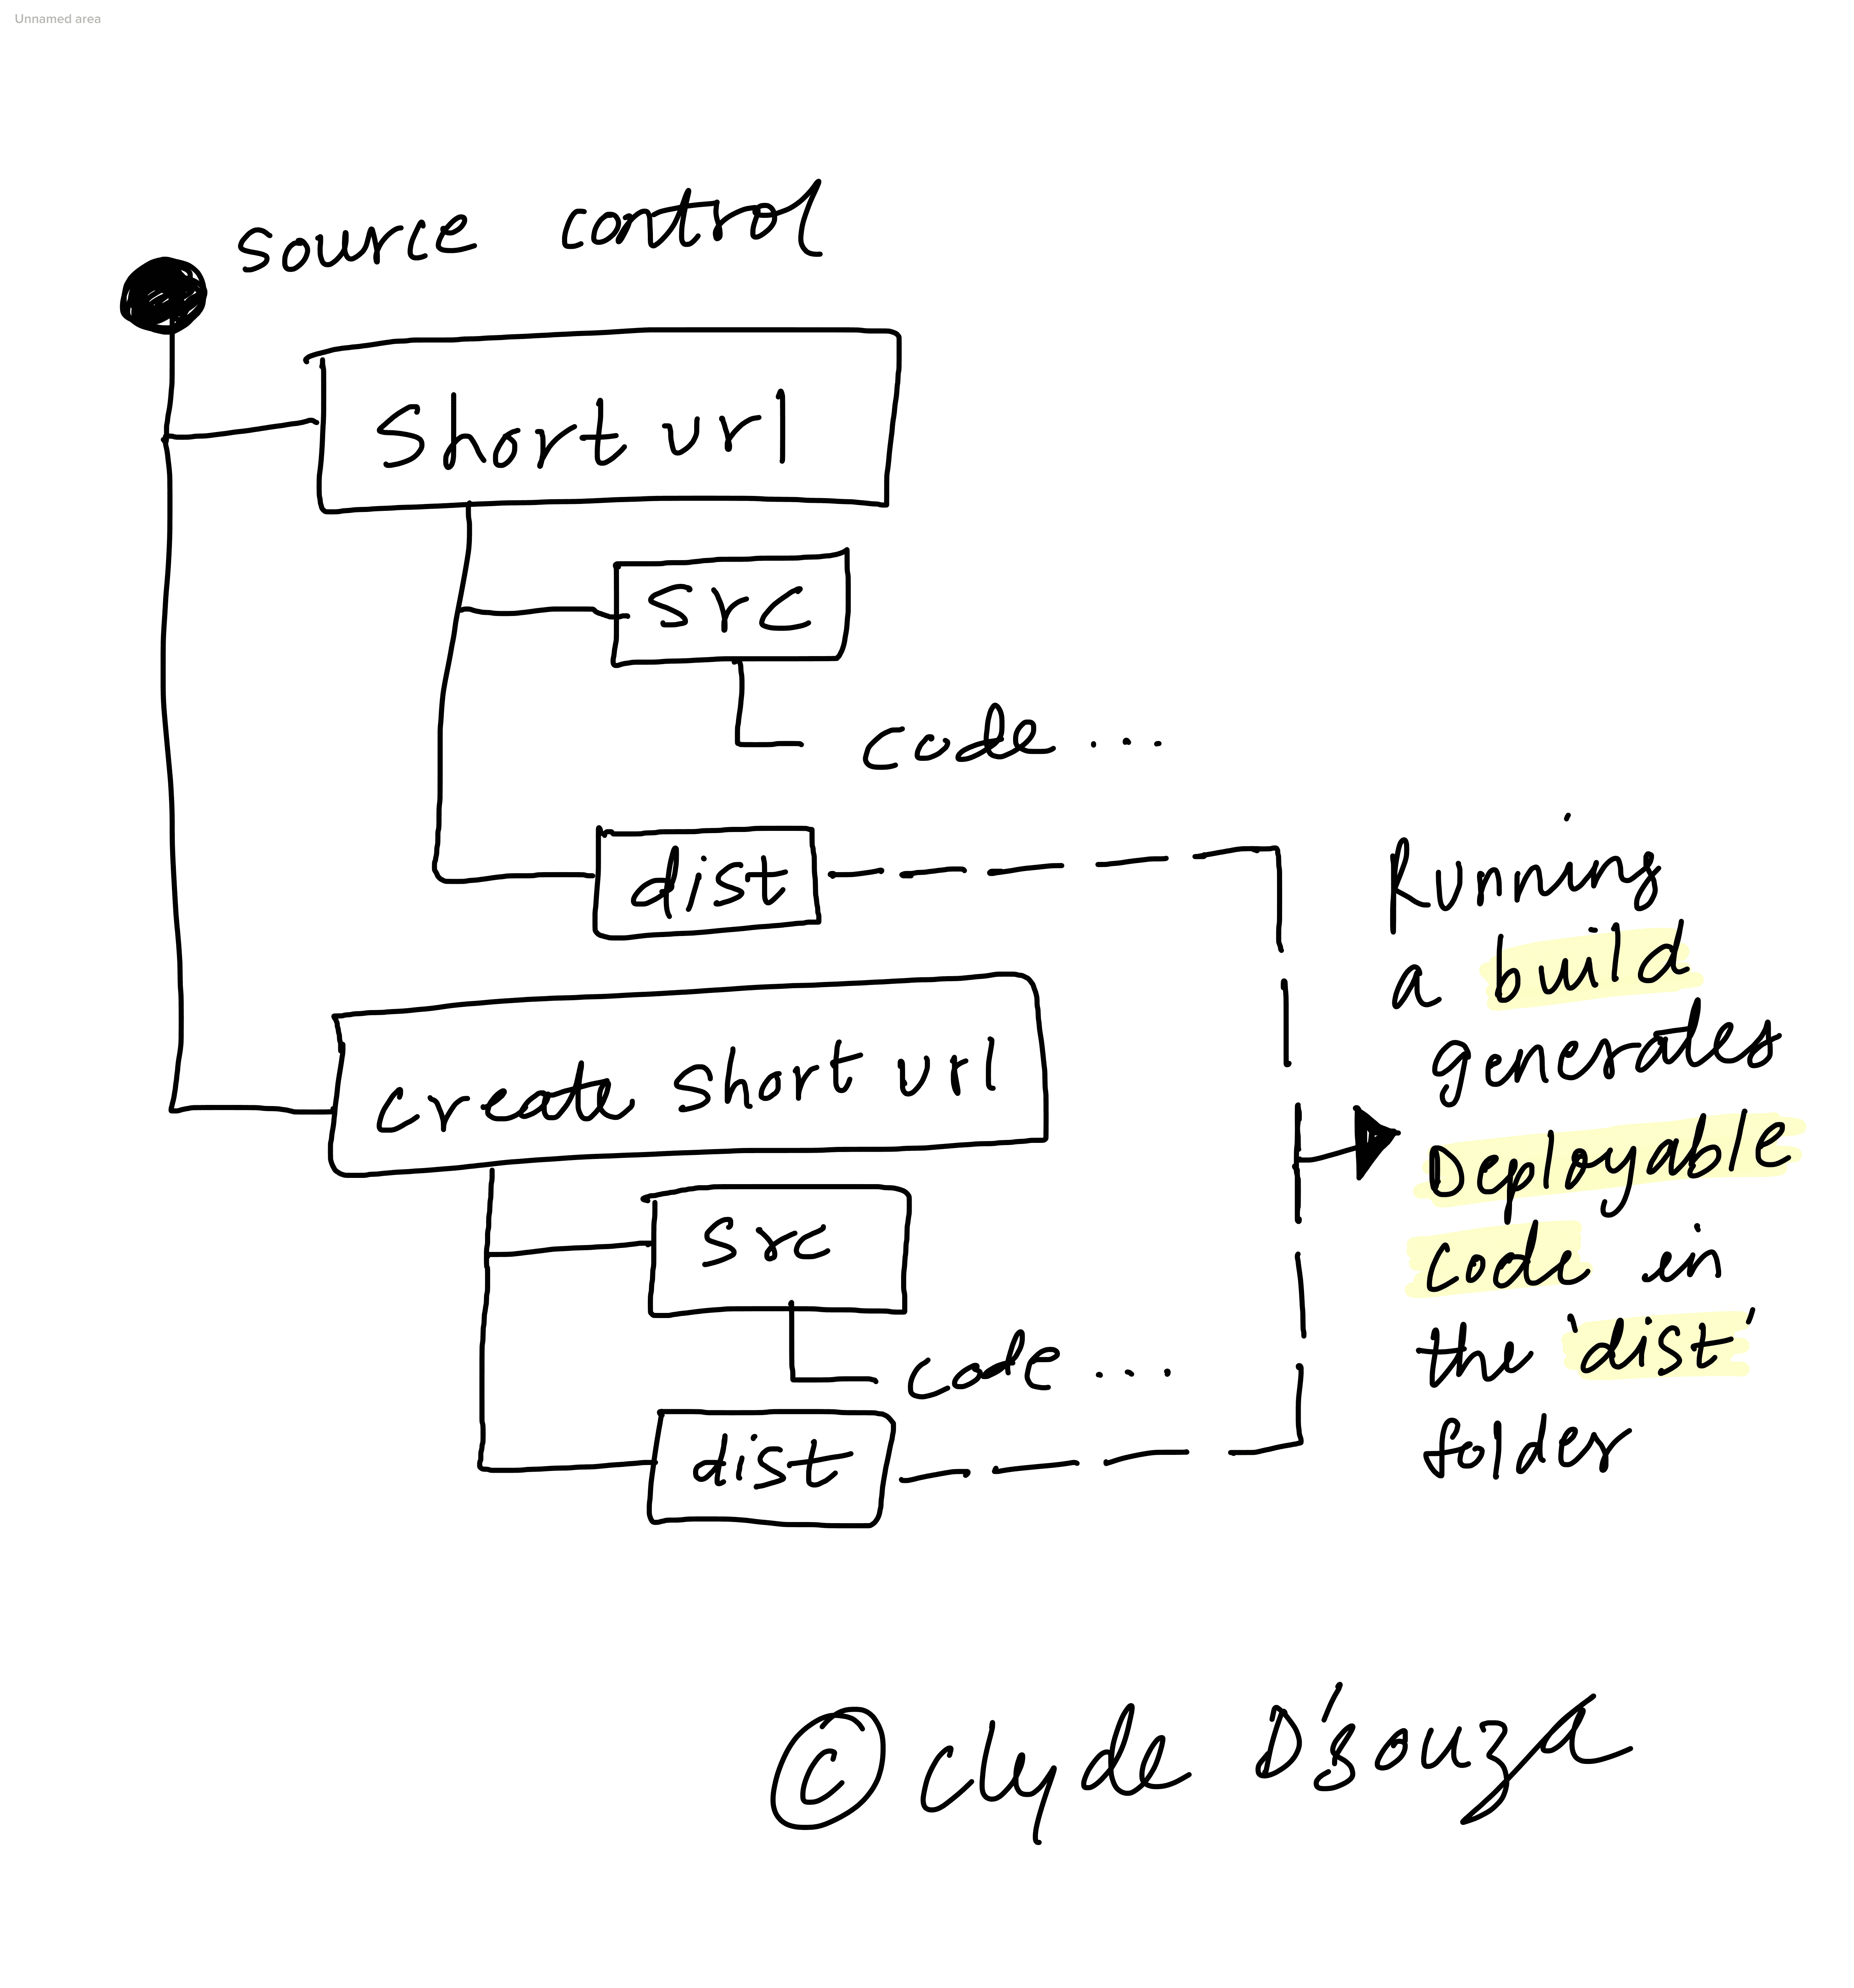 Unnamed area
source control
Short url
src
code ....
dist
Running
a build
generates
create short url
Deployable
src
code in
the 'dist'
code ...
folder
dist
© Clyde D'souza